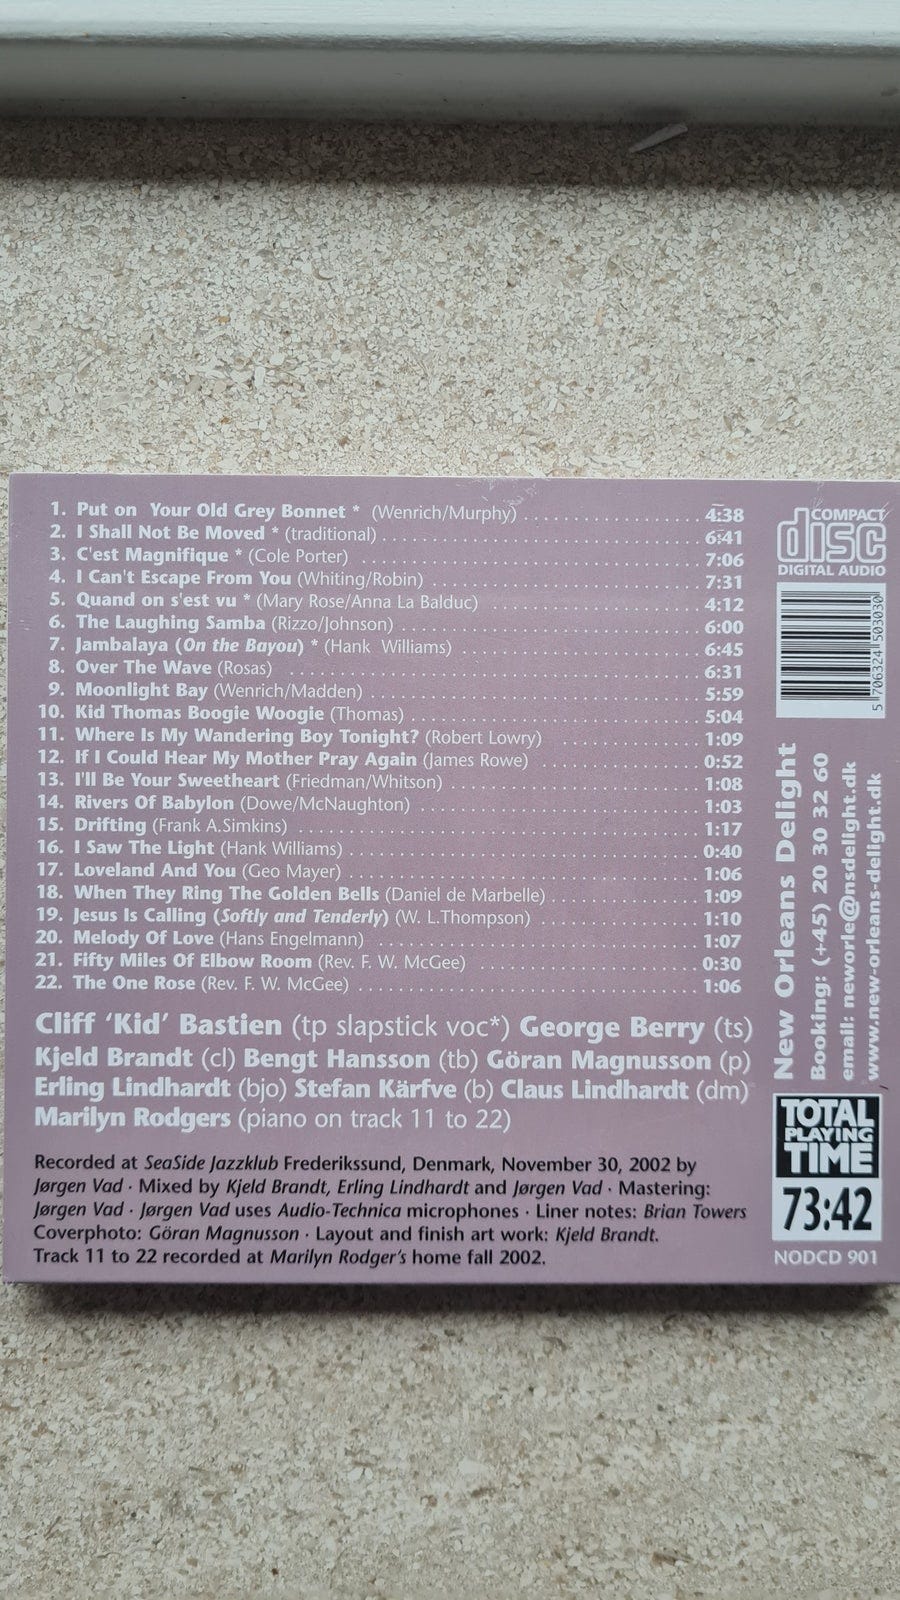 1. Put on Your Old Grey Bonnet * (Wenrich/Murphy) 4:38
2. I Shall Not Be Moved * (traditional) 6:41
3. C'est Magnifique * (Cole Porter) 7:06
4. I Can't Escape From You (Whiting/Robin) 7:31
5. Quand on s'est vu * (Mary Rose/Anna La Balduc) 4:12
6. The Laughing Samba (Rizzo/Johnson) 6:00
7. Jambalaya (On the Bayou) * (Hank Williams) 6:45
8. Over The Wave (Rosas) 6:31
9. Moonlight Bay (Wenrich/Madden) 5:59
10. Kid Thomas Boogie Woogie (Thomas) 5:04
11. Where Is My Wandering Boy Tonight? (Robert Lowry) 1:09
12. If I Could Hear My Mother Pray Again (James Rowe) 0:52
13. I'll Be Your Sweetheart (Friedman/Whitson) 1:08
14. Rivers Of Babylon (Dowe/McNaughton) 1:03
15. Drifting (Frank A.Simkins) 1:17
16. I Saw The Light (Hank Williams) 0:40
17. Loveland And You (Geo Mayer) 1:06
18. When They Ring The Golden Bells (Daniel de Marbelle) 1:09
19. Jesus Is Calling (Softly and Tenderly) (W. L.Thompson) 1:10
20. Melody Of Love (Hans Engelmann) 1:07
21. Fifty Miles Of Elbow Room (Rev. F. W. McGee) 0:30
22. The One Rose (Rev. F. W. McGee) 1:06
Cliff ‘Kid’ Bastien (tp slapstick voc*) George Berry (ts)
Kjeld Brandt (cl) Bengt Hansson (tb) Göran Magnusson (p)
Erling Lindhardt (bjo) Stefan Kärfve (b) Claus Lindhardt (dm)
Marilyn Rodgers (piano on track 11 to 22)
Recorded at SeaSide Jazzklub Frederikssund, Denmark, November 30, 2002 by
Jørgen Vad · Mixed by Kjeld Brandt, Erling Lindhardt and Jørgen Vad · Mastering:
Jørgen Vad · Jørgen Vad uses Audio-Technica microphones · Liner notes: Brian Towers
Coverphoto: Göran Magnusson · Layout and finish art work: Kjeld Brandt.
Track 11 to 22 recorded at Marilyn Rodger's home fall 2002.
COMPACT
disc
DIGITAL AUDIO
5 706324 503030
New Orleans Delight
Booking: (+45) 20 30 32 60
email: neworle@nsdelight.dk
www.new-orleans-delight.dk
TOTAL
PLAYING
TIME
73:42
NODCD 901